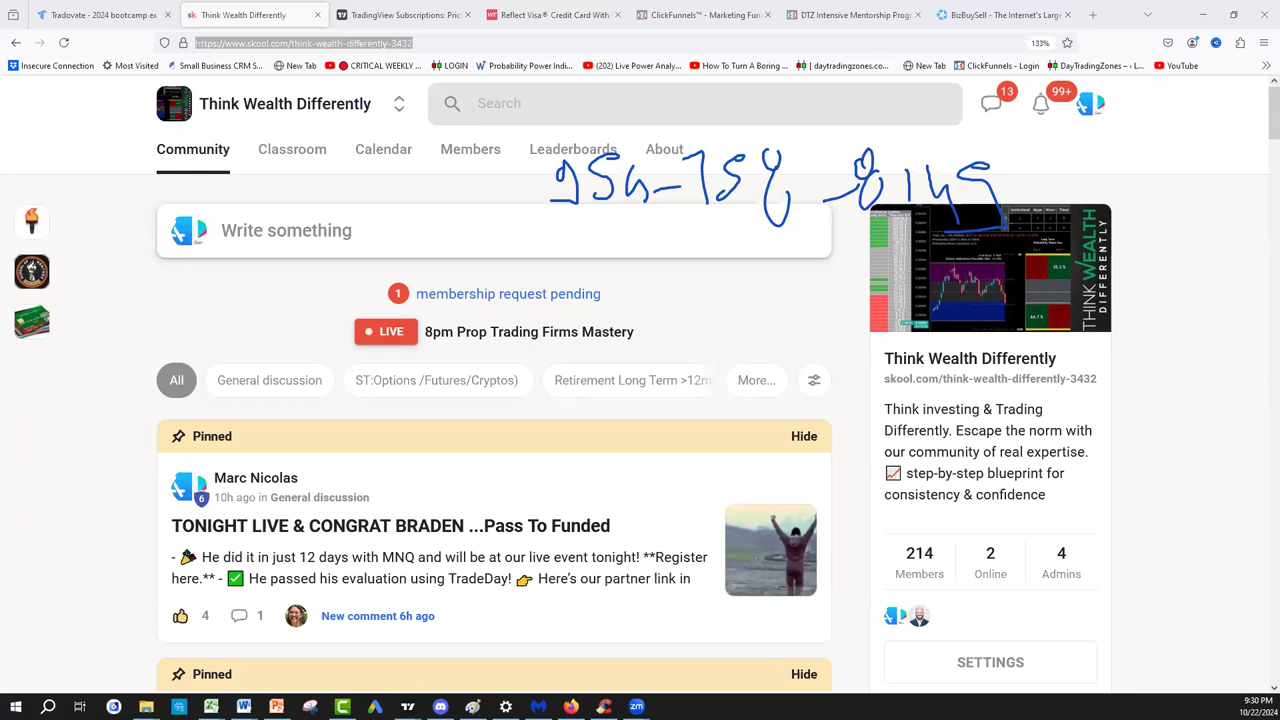 Tradovate - 2024 bootcamp ex
Think Wealth Differently
TradingView Subscriptions: Pric
Reflect Visa® Credit Card With
ClickFunnels™ - Marketing Fun
DTZ Intensive Mentorship Prog
BizBuySell - The Internet's Larg
https://www.skool.com/think-wealth-differently-3432
133%
Insecure Connection
Most Visited
Small Business CRM S...
New Tab
CRITICAL WEEKLY ...
LOGIN
Probability Power Indi...
(202) Live Power Analy...
How To Turn A Boring ...
[daytradingzones.co...
New Tab
ClickFunnels - Login
DayTradingZones – ‹ L...
YouTube
Think Wealth Differently
Search
13
99+
Community
Classroom
Calendar
Members
Leaderboards
About
954-758-8149
Write something
1 membership request pending
LIVE
8pm Prop Trading Firms Mastery
All
General discussion
ST:Options /Futures/Cryptos)
Retirement Long Term >12m
More...
Pinned
Hide
Marc Nicolas
6
10h ago in General discussion
TONIGHT LIVE & CONGRAT BRADEN ...Pass To Funded
- 🎉 He did it in just 12 days with MNQ and will be at our live event tonight! **Register
here.** - ✅ He passed his evaluation using TradeDay! 👉 Here's our partner link in
4
1
New comment 6h ago
Pinned
Hide
THINK WEALTH
DIFFERENTLY
Think Wealth Differently
skool.com/think-wealth-differently-3432
Think investing & Trading
Differently. Escape the norm with
our community of real expertise.
📈 step-by-step blueprint for
consistency & confidence
214
Members
2
Online
4
Admins
SETTINGS
9:30 PM
10/22/2024